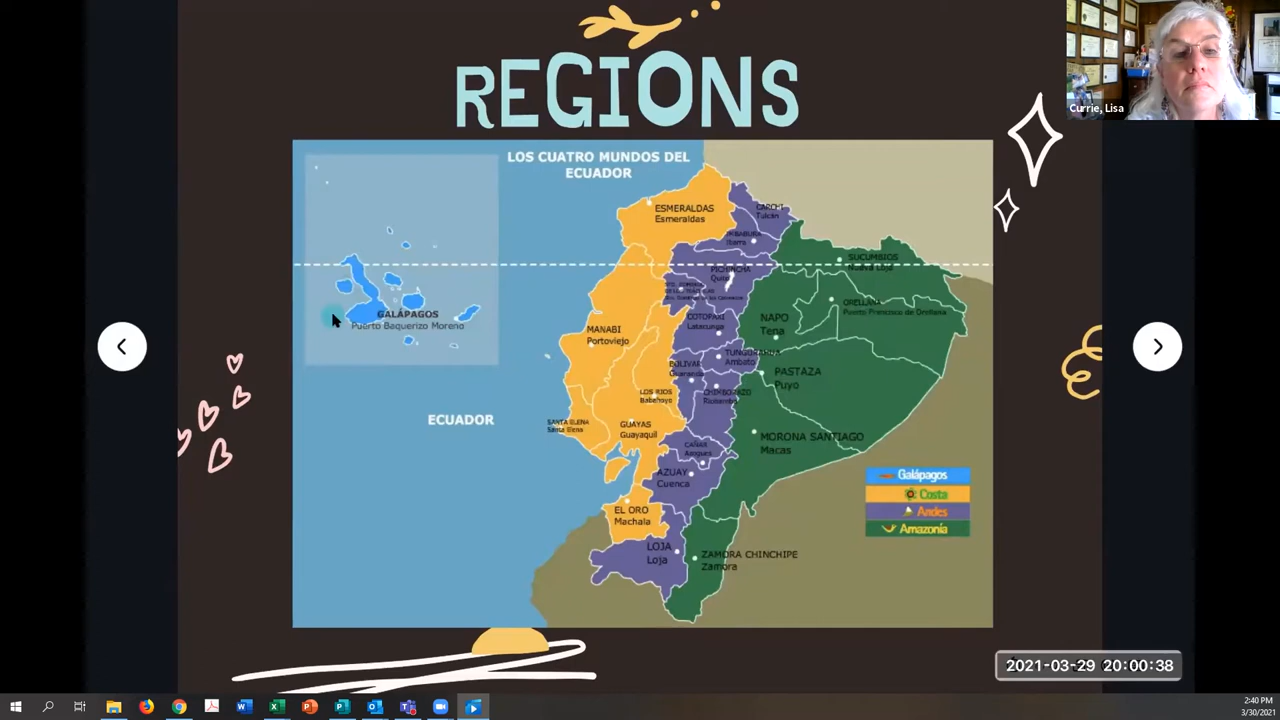 REGIONS
Currie, Lisa
LOS CUATRO MUNDOS DEL
ECUADOR
ESMERALDAS
Esmeraldas
CARCHI
Tulcán
IMBABURA
Ibarra
SUCUMBIOS
Nueva Loja
PICHINCHA
Quito
ORELLANA
Puerto Francisco de Orellana
GALÁPAGOS
Puerto Baquerizo Moreno
MANABI
Portoviejo
COTOPAXI
Latacunga
NAPO
Tena
TUNGURAHUA
Ambato
BOLIVAR
Guaranda
PASTAZA
Puyo
LOS RIOS
Babahoyo
CHIMBORAZO
Riobamba
ECUADOR
SANTA ELENA
Santa Elena
GUAYAS
Guayaquil
MORONA SANTIAGO
Macas
CAÑAR
Azogues
AZUAY
Cuenca
EL ORO
Machala
LOJA
Loja
ZAMORA CHINCHIPE
Zamora
Galápagos
Costa
Andes
Amazonía
2021-03-29 20:00:38
2:40 PM
3/30/2021